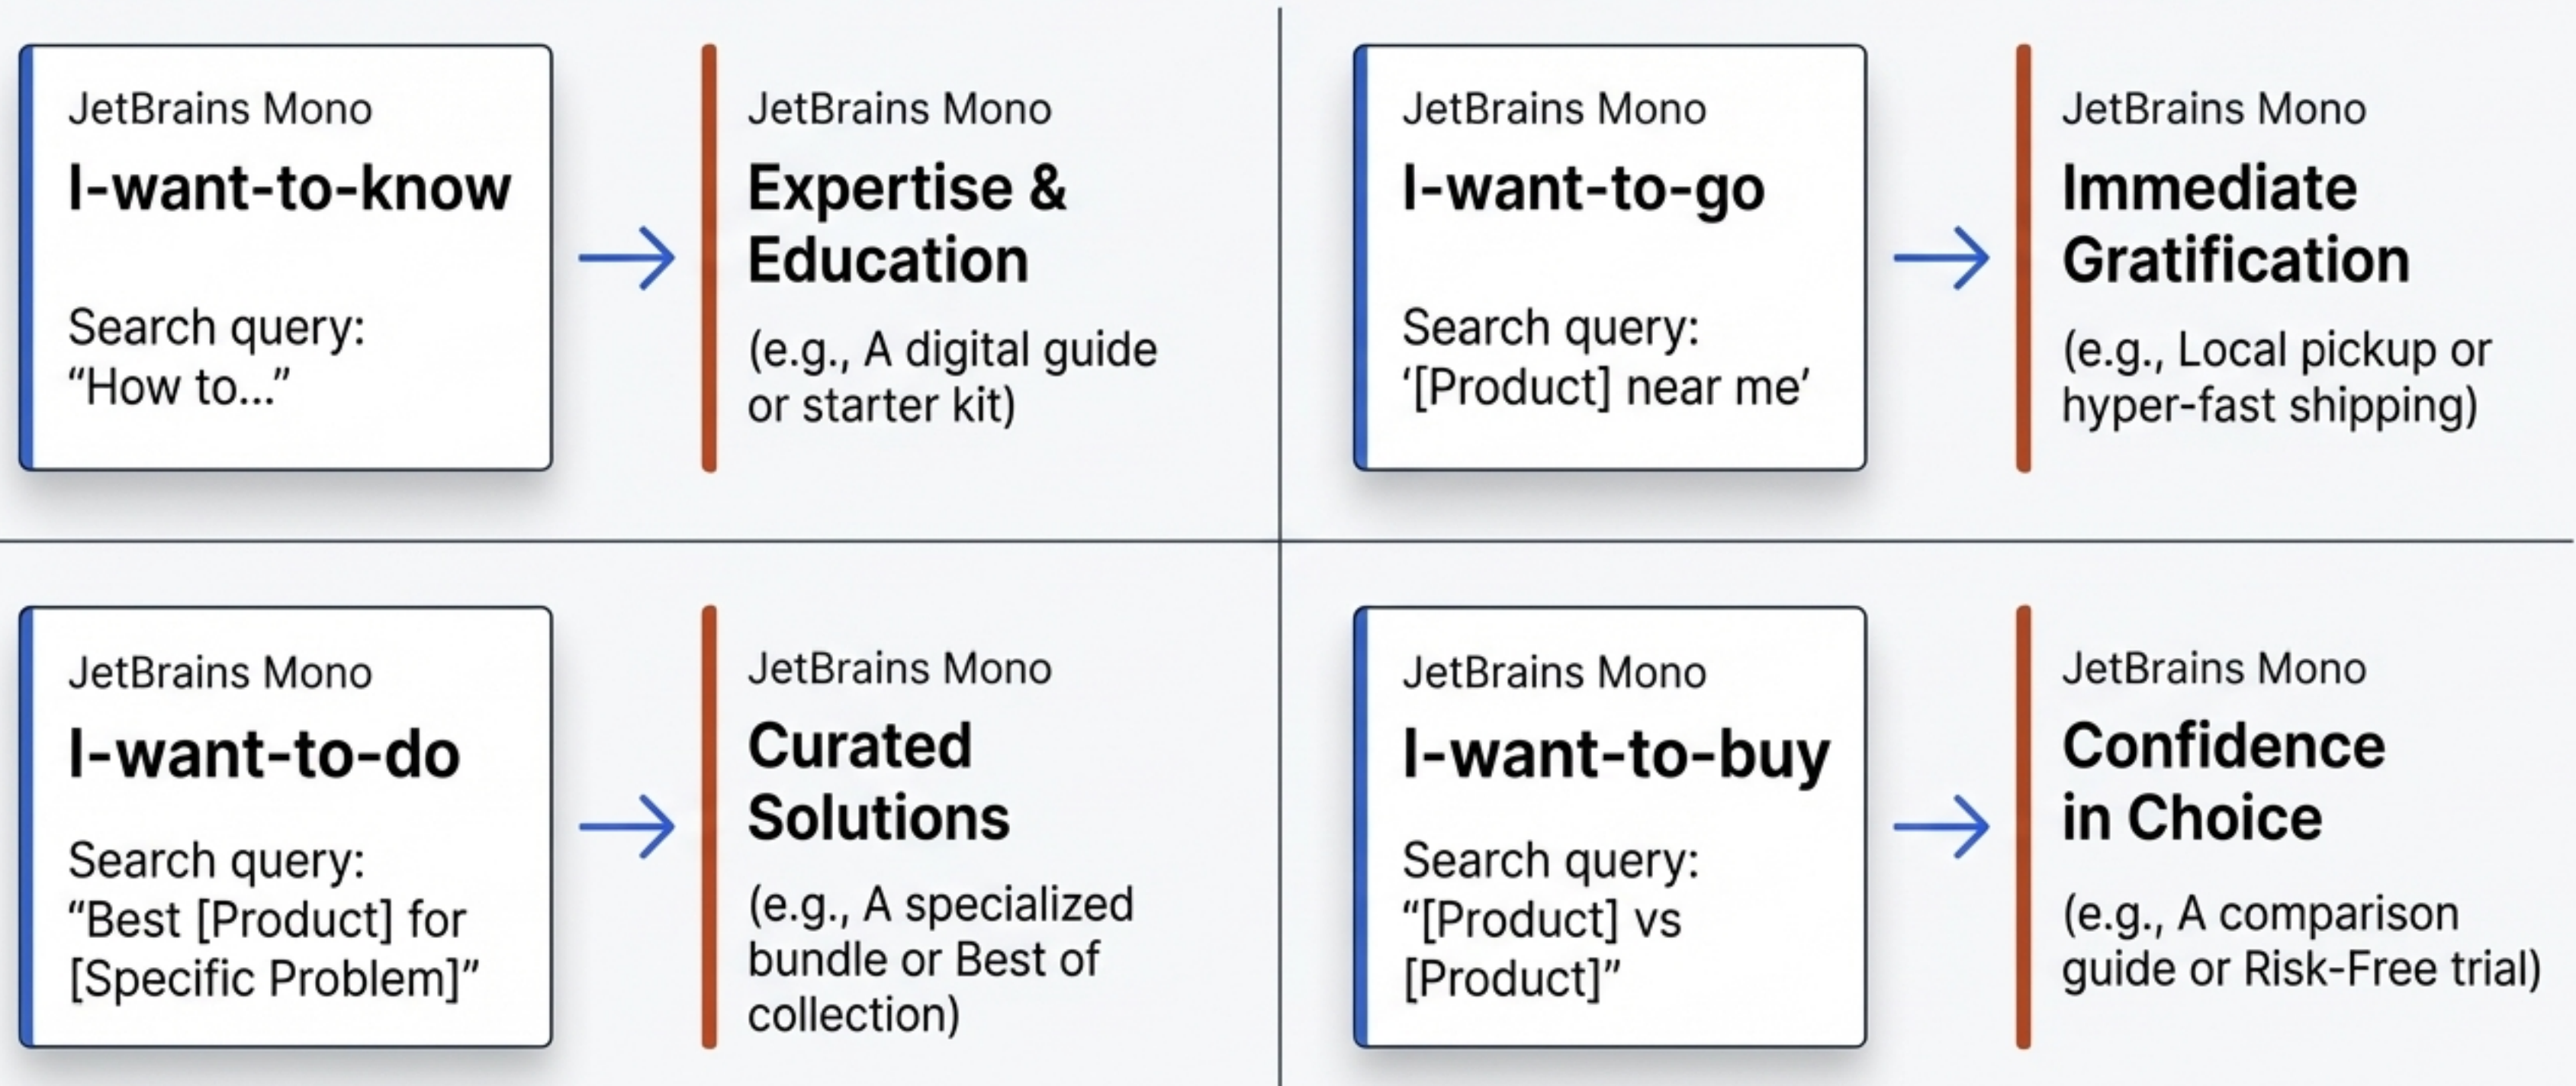 JetBrains Mono
I-want-to-know
Search query:
“How to...”
JetBrains Mono
Expertise &
Education
(e.g., A digital guide
or starter kit)
JetBrains Mono
I-want-to-go
Search query:
‘[Product] near me’
JetBrains Mono
Immediate
Gratification
(e.g., Local pickup or
hyper-fast shipping)
JetBrains Mono
I-want-to-do
Search query:
“Best [Product] for
[Specific Problem]”
JetBrains Mono
Curated
Solutions
(e.g., A specialized
bundle or Best of
collection)
JetBrains Mono
I-want-to-buy
Search query:
“[Product] vs
[Product]”
JetBrains Mono
Confidence
in Choice
(e.g., A comparison
guide or Risk-Free trial)